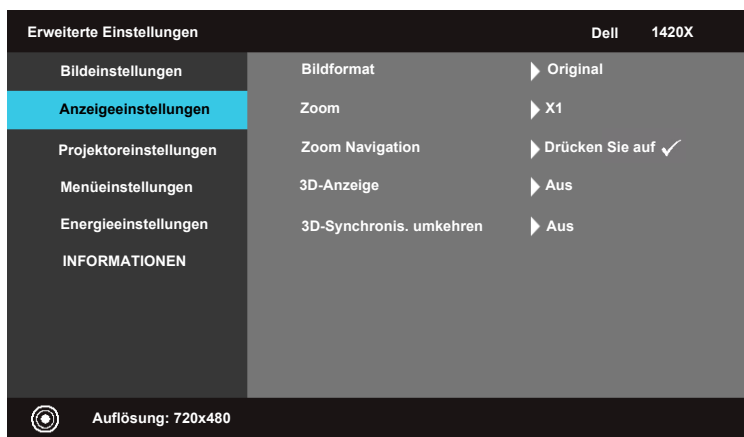 Erweiterte Einstellungen Dell 1420X
Bildeinstellungen Bildformat Original
Anzeigeeinstellungen Zoom X1
Projektoreinstellungen Zoom Navigation Drücken Sie auf ✓
Menüeinstellungen 3D-Anzeige Aus
Energieeinstellungen 3D-Synchronis. umkehren Aus
INFORMATIONEN
Auflösung: 720x480